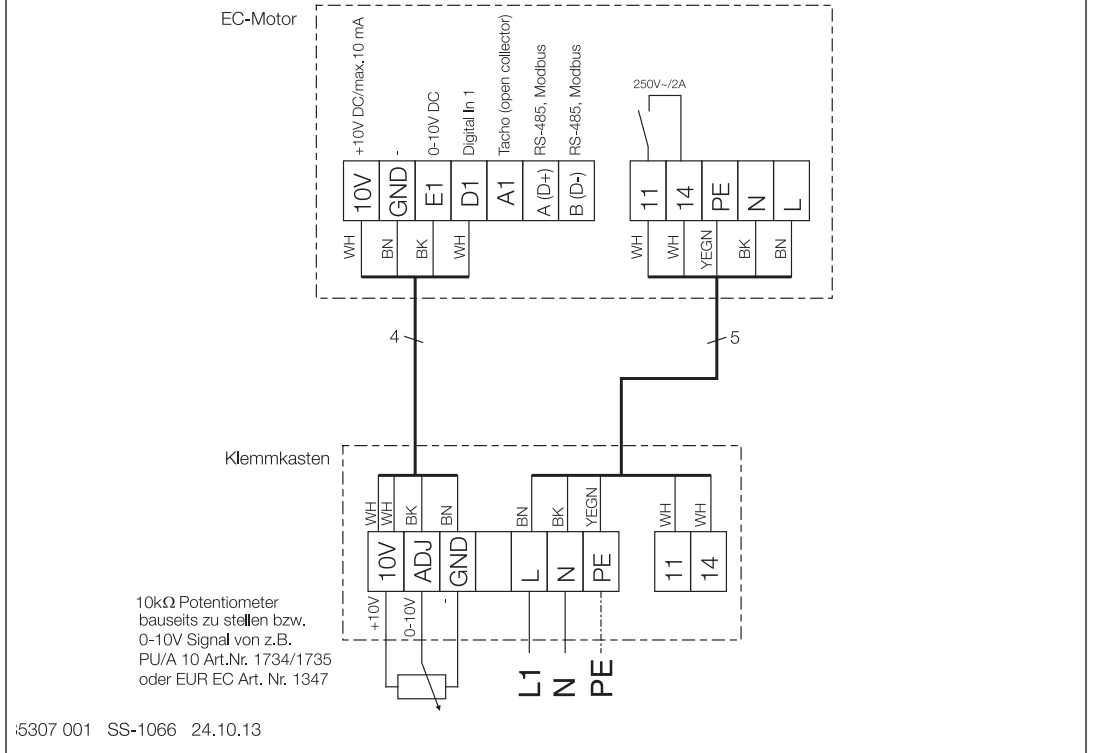 EC-Motor
+10V DC/max.10 mA
-
0-10V DC
Digital In 1
Tacho (open collector)
RS-485, Modbus
RS-485, Modbus
250V~/2A
10V
GND
E1
D1
A1
A (D+)
B (D-)
11
14
PE
N
L
WH
BN
BK
WH
WH
WH
YEGN
BK
BN
4
5
Klemmkasten
WH
WH
BK
BN
BN
BK
YEGN
WH
WH
10V
ADJ
GND
L
N
PE
11
14
+10V
0-10V
-
10kΩ Potentiometer
bauseits zu stellen bzw.
0-10V Signal von z.B.
PU/A 10 Art.Nr. 1734/1735
oder EUR EC Art. Nr. 1347
L1
N
PE
5307 001 SS-1066 24.10.13